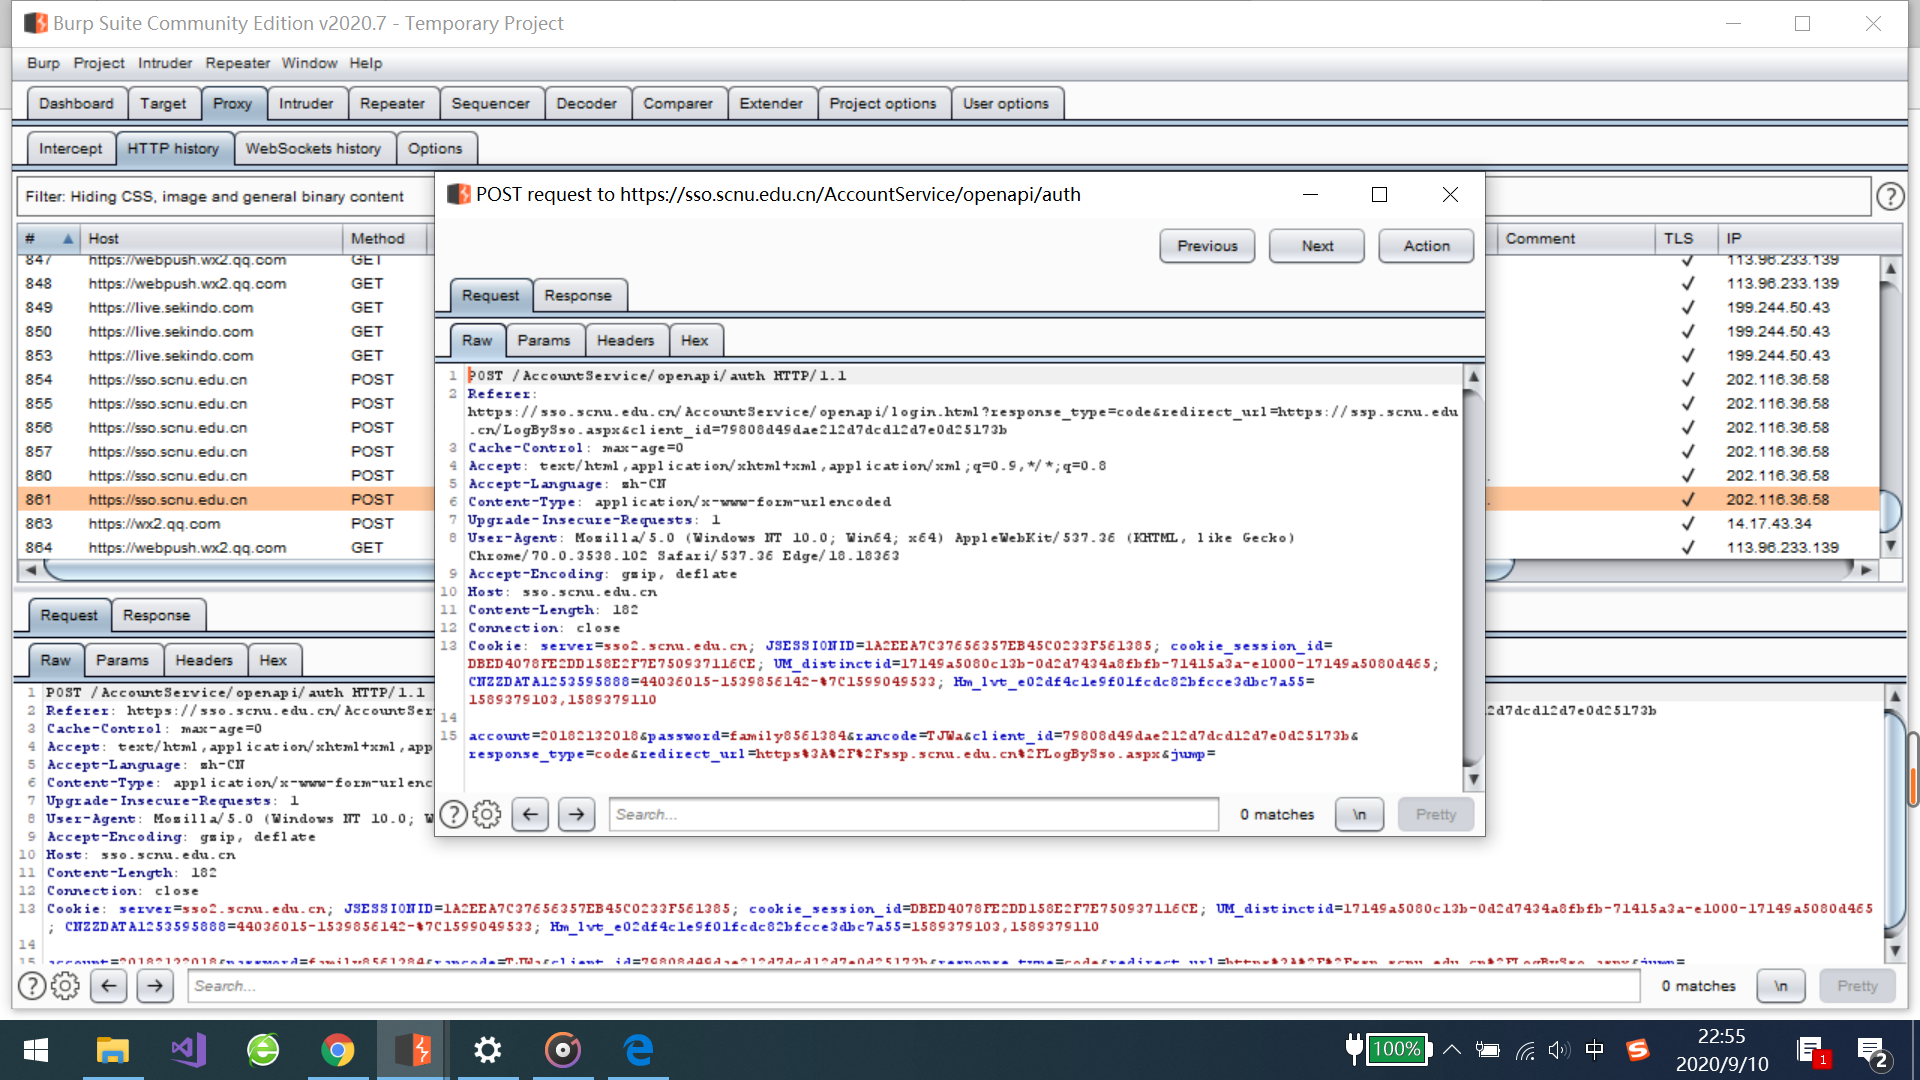 Burp Suite Community Edition v2020.7 - Temporary Project
Burp Project Intruder Repeater Window Help
Dashboard Target Proxy Intruder Repeater Sequencer Decoder Comparer Extender Project options User options
Intercept HTTP history WebSockets history Options
Filter: Hiding CSS, image and general binary content
# Host Method Comment TLS IP
847 https://webpush.wx2.qq.com GET 113.96.233.139
848 https://webpush.wx2.qq.com GET 113.96.233.139
849 https://live.sekindo.com GET 199.244.50.43
850 https://live.sekindo.com GET 199.244.50.43
853 https://live.sekindo.com GET 199.244.50.43
854 https://sso.scnu.edu.cn POST 202.116.36.58
855 https://sso.scnu.edu.cn POST 202.116.36.58
856 https://sso.scnu.edu.cn POST 202.116.36.58
857 https://sso.scnu.edu.cn POST 202.116.36.58
860 https://sso.scnu.edu.cn POST 202.116.36.58
861 https://sso.scnu.edu.cn POST 202.116.36.58
863 https://wx2.qq.com POST 14.17.43.34
864 https://webpush.wx2.qq.com GET 113.96.233.139
POST request to https://sso.scnu.edu.cn/AccountService/openapi/auth
Previous Next Action
Request Response
Raw Params Headers Hex
1 POST /AccountService/openapi/auth HTTP/1.1
2 Referer:
https://sso.scnu.edu.cn/AccountService/openapi/login.html?response_type=code&redirect_url=https://ssp.scnu.edu
.cn/LogBySso.aspx&client_id=79808d49dae212d7dcd12d7e0d25173b
3 Cache-Control: max-age=0
4 Accept: text/html,application/xhtml+xml,application/xml;q=0.9,*/*;q=0.8
5 Accept-Language: zh-CN
6 Content-Type: application/x-www-form-urlencoded
7 Upgrade-Insecure-Requests: 1
8 User-Agent: Mozilla/5.0 (Windows NT 10.0; Win64; x64) AppleWebKit/537.36 (KHTML, like Gecko)
Chrome/70.0.3538.102 Safari/537.36 Edge/18.18363
9 Accept-Encoding: gzip, deflate
10 Host: sso.scnu.edu.cn
11 Content-Length: 182
12 Connection: close
13 Cookie: server=sso2.scnu.edu.cn; JSESSIONID=1A2EEA7C37656357EB45C0233F561385; cookie_session_id=
DBED4078FE2DD158E2F7E750937116CE; UM_distinctid=17149a5080c13b-0d2d7434a8fbfb-71415a3a-e1000-17149a5080d465;
CNZZDATA1253595888=44036015-1539856142-%7C1599049533; Hm_lvt_e02df4c1e9f01fcdc82bfcce3dbc7a55=
1589379103,1589379110
14
15 account=20182132018&password=family8561384&rancode=TJWa&client_id=79808d49dae212d7dcd12d7e0d25173b&
response_type=code&redirect_url=https%3A%2F%2Fssp.scnu.edu.cn%2FLogBySso.aspx&jump=
Search... 0 matches \n Pretty
Request Response
Raw Params Headers Hex
1 POST /AccountService/openapi/auth HTTP/1.1
2 Referer: https://sso.scnu.edu.cn/AccountSer 2d7dcd12d7e0d25173b
3 Cache-Control: max-age=0
4 Accept: text/html,application/xhtml+xml,app
5 Accept-Language: zh-CN
6 Content-Type: application/x-www-form-urlenc
7 Upgrade-Insecure-Requests: 1
8 User-Agent: Mozilla/5.0 (Windows NT 10.0; W
9 Accept-Encoding: gzip, deflate
10 Host: sso.scnu.edu.cn
11 Content-Length: 182
12 Connection: close
13 Cookie: server=sso2.scnu.edu.cn; JSESSIONID=1A2EEA7C37656357EB45C0233F561385; cookie_session_id=DBED4078FE2DD158E2F7E750937116CE; UM_distinctid=17149a5080c13b-0d2d7434a8fbfb-71415a3a-e1000-17149a5080d465
; CNZZDATA1253595888=44036015-1539856142-%7C1599049533; Hm_lvt_e02df4c1e9f01fcdc82bfcce3dbc7a55=1589379103,1589379110
14
15 account=20182132018&password=family8561384&rancode=TJWa&client_id=79808d49dae212d7dcd12d7e0d25173b&response_type=code&redirect_url=https%3A%2F%2Fssp.scnu.edu.cn%2FLogBySso.aspx&jump=
Search... 0 matches \n Pretty
100% 中 22:55 1 2
2020/9/10